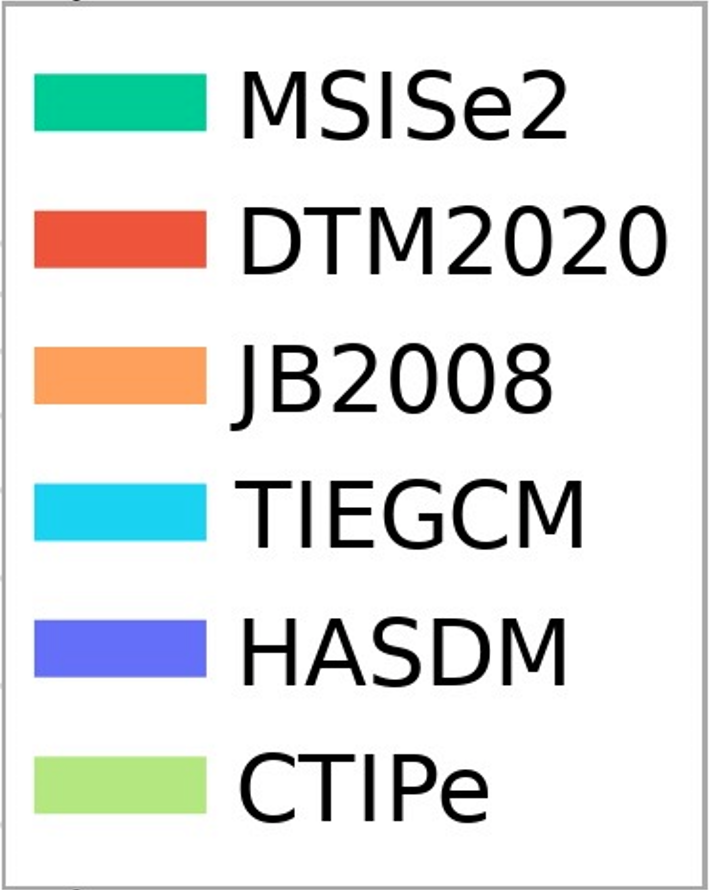 MSISe2
DTM2020
JB2008
TIEGCM
HASDM
CTIPe